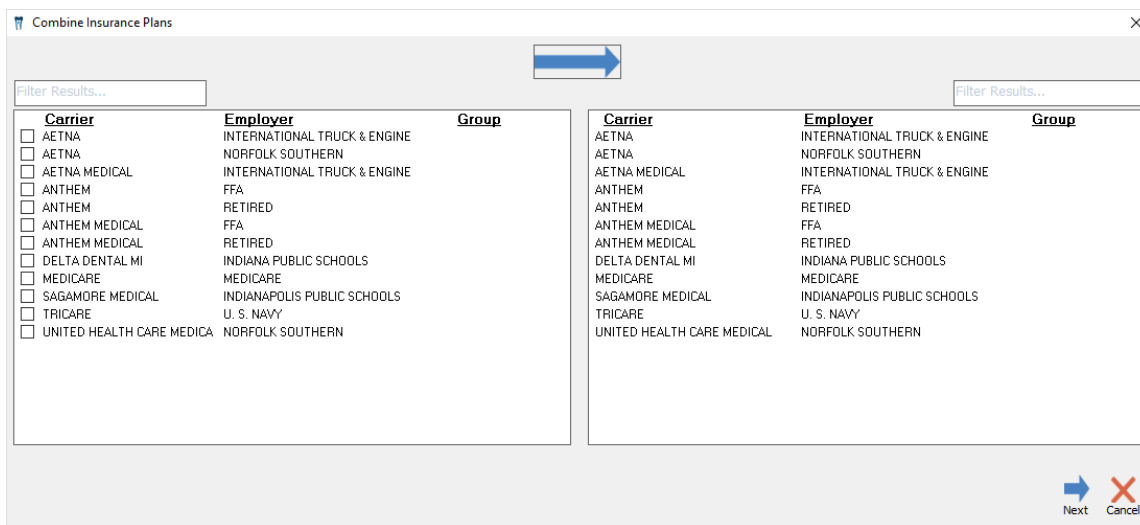 Combine Insurance Plans
Filter Results...
Filter Results...
Carrier Employer Group
AETNA INTERNATIONAL TRUCK & ENGINE
AETNA NORFOLK SOUTHERN
AETNA MEDICAL INTERNATIONAL TRUCK & ENGINE
ANTHEM FFA
ANTHEM RETIRED
ANTHEM MEDICAL FFA
ANTHEM MEDICAL RETIRED
DELTA DENTAL MI INDIANA PUBLIC SCHOOLS
MEDICARE MEDICARE
SAGAMORE MEDICAL INDIANAPOLIS PUBLIC SCHOOLS
TRICARE U. S. NAVY
UNITED HEALTH CARE MEDICA NORFOLK SOUTHERN
Carrier Employer Group
AETNA INTERNATIONAL TRUCK & ENGINE
AETNA NORFOLK SOUTHERN
AETNA MEDICAL INTERNATIONAL TRUCK & ENGINE
ANTHEM FFA
ANTHEM RETIRED
ANTHEM MEDICAL FFA
ANTHEM MEDICAL RETIRED
DELTA DENTAL MI INDIANA PUBLIC SCHOOLS
MEDICARE MEDICARE
SAGAMORE MEDICAL INDIANAPOLIS PUBLIC SCHOOLS
TRICARE U. S. NAVY
UNITED HEALTH CARE MEDICAL NORFOLK SOUTHERN
Next Cancel